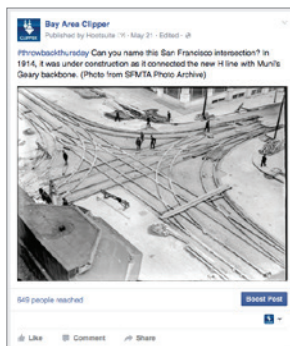 Bay Area Clipper
Published by Hootsuite · May 21 · Edited ·
#throwbackthursday Can you name this San Francisco intersection? In
1914, it was under construction as it connected the new H line with Muni's
Geary backbone. (Photo from SFMTA Photo Archive)
649 people reached
Boost Post
Like Comment Share